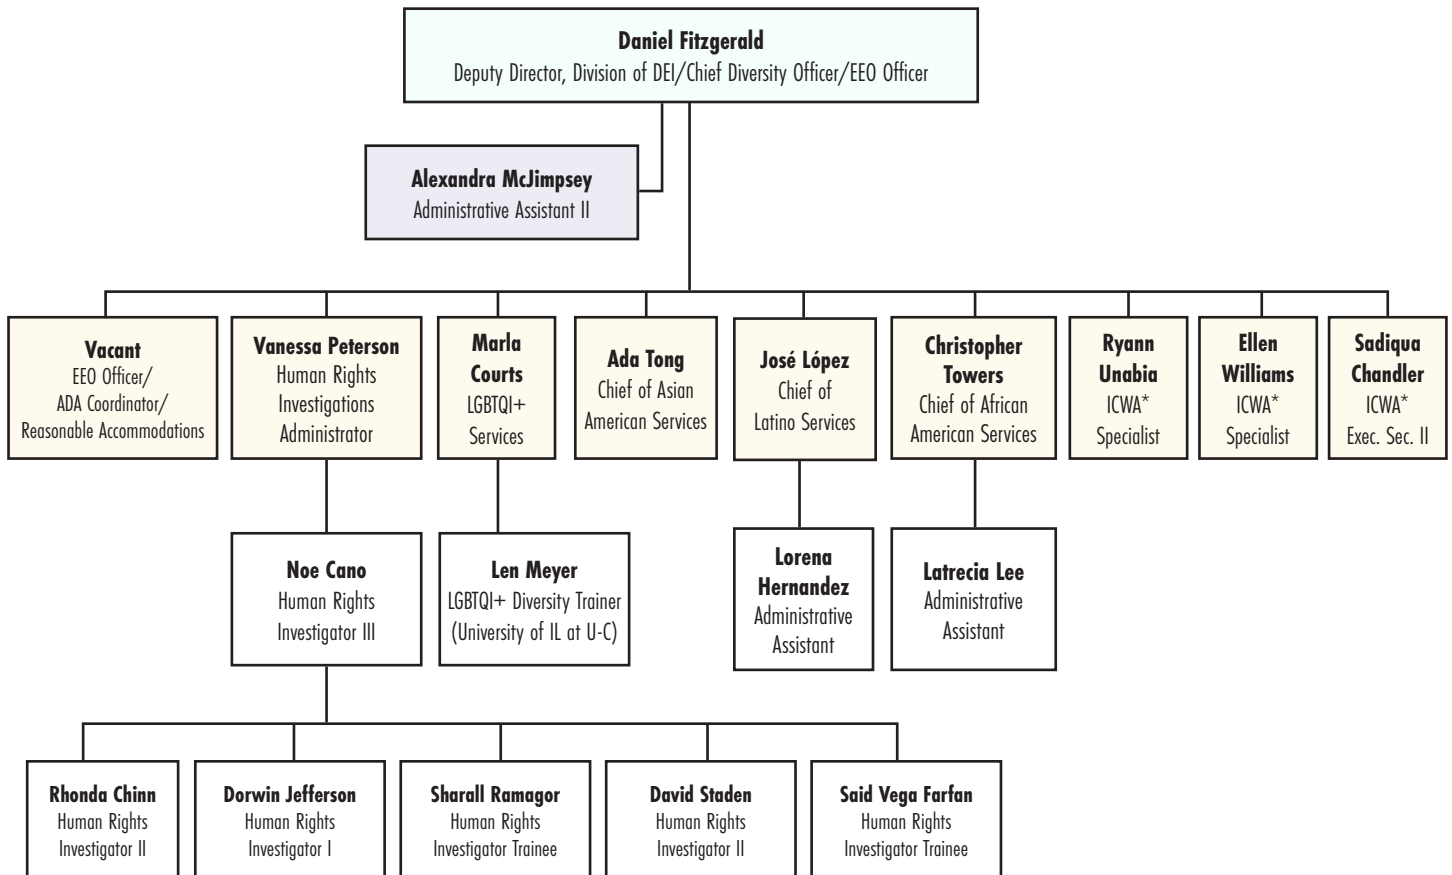 Daniel Fitzgerald
Deputy Director, Division of DEI/Chief Diversity Officer/EEO Officer
Alexandra McJimpsey
Administrative Assistant II
Vacant
EEO Officer/
ADA Coordinator/
Reasonable Accommodations
Vanessa Peterson
Human Rights
Investigations
Administrator
Marla
Courts
LGBTQI+
Services
Ada Tong
Chief of Asian
American Services
José López
Chief of
Latino Services
Christopher
Towers
Chief of African
American Services
Ryann
Unabia
ICWA*
Specialist
Ellen
Williams
ICWA*
Specialist
Sadiqua
Chandler
ICWA*
Exec. Sec. II
Noe Cano
Human Rights
Investigator III
Len Meyer
LGBTQI+ Diversity Trainer
(University of IL at U-C)
Lorena
Hernandez
Administrative
Assistant
Latrecia Lee
Administrative
Assistant
Rhonda Chinn
Human Rights
Investigator II
Dorwin Jefferson
Human Rights
Investigator I
Sharall Ramagor
Human Rights
Investigator Trainee
David Staden
Human Rights
Investigator II
Said Vega Farfan
Human Rights
Investigator Trainee